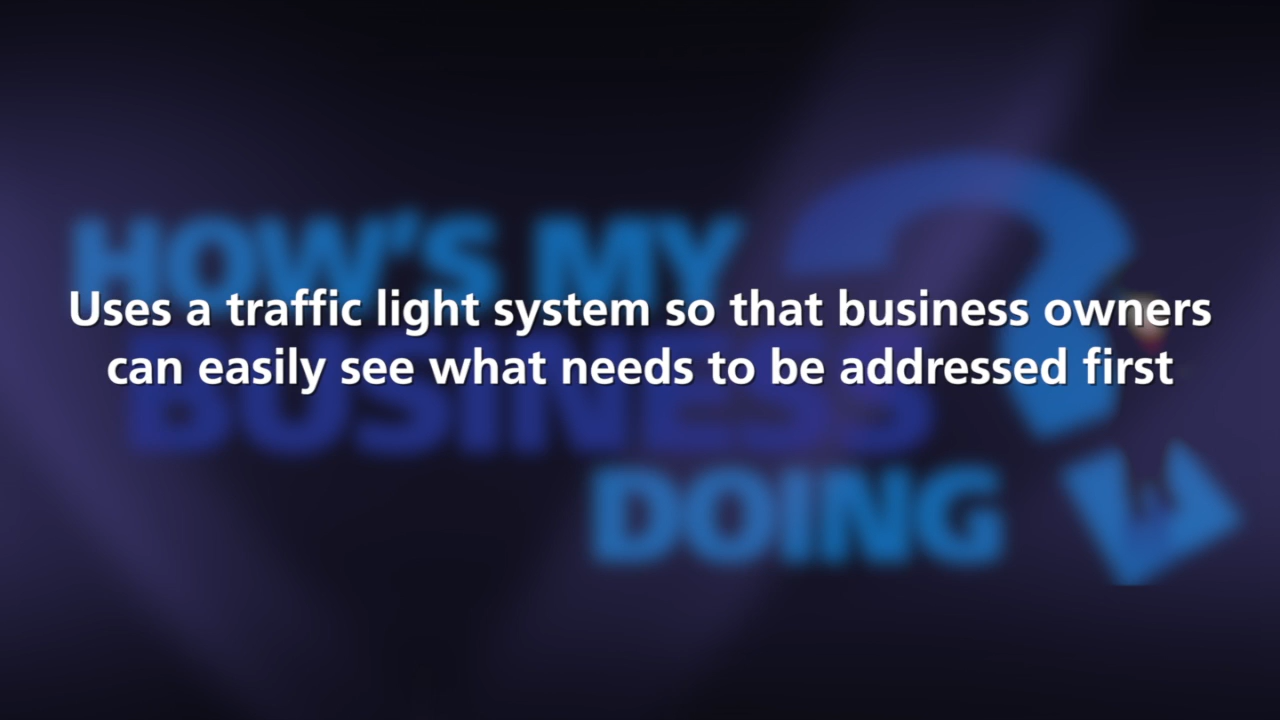 HOW'S MY
Uses a traffic light system so that business owners
can easily see what needs to be addressed first
BUSINESS
DOING
?